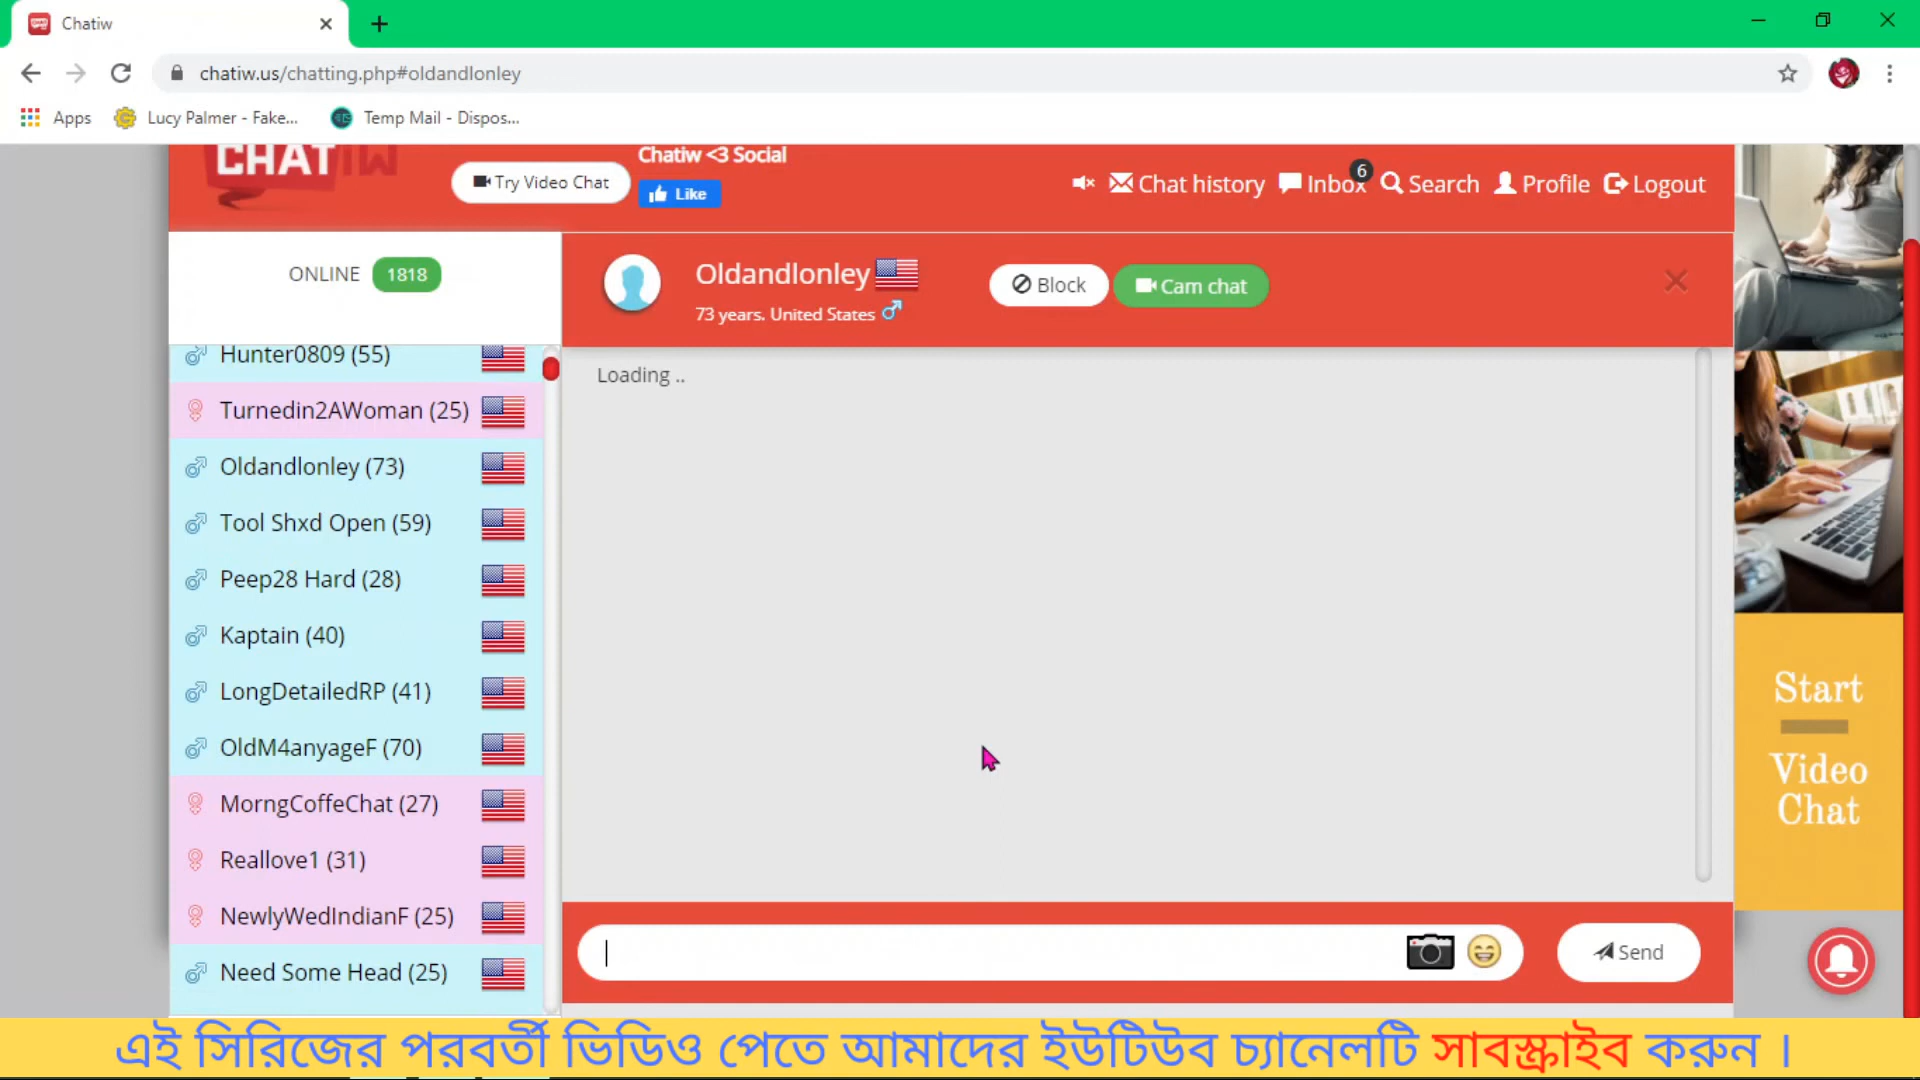 Chatiw
chatiw.us/chatting.php#oldandlonley
Apps
Lucy Palmer - Fake...
Temp Mail - Dispos...
CHATIW
Try Video Chat
Chatiw <3 Social
Like
Chat history
Inbox
6
Search
Profile
Logout
ONLINE 1818
Oldandlonley
73 years. United States
Block
Cam chat
Hunter0809 (55)
Turnedin2AWoman (25)
Oldandlonley (73)
Tool Shxd Open (59)
Peep28 Hard (28)
Kaptain (40)
LongDetailedRP (41)
OldM4anyageF (70)
MorngCoffeChat (27)
Reallove1 (31)
NewlyWedIndianF (25)
Need Some Head (25)
Loading ..
Send
Start
Video
Chat
এই সিরিজের পরবর্তী ভিডিও পেতে আমাদের ইউটিউব চ্যানেলটি সাবস্ক্রাইব করুন ।